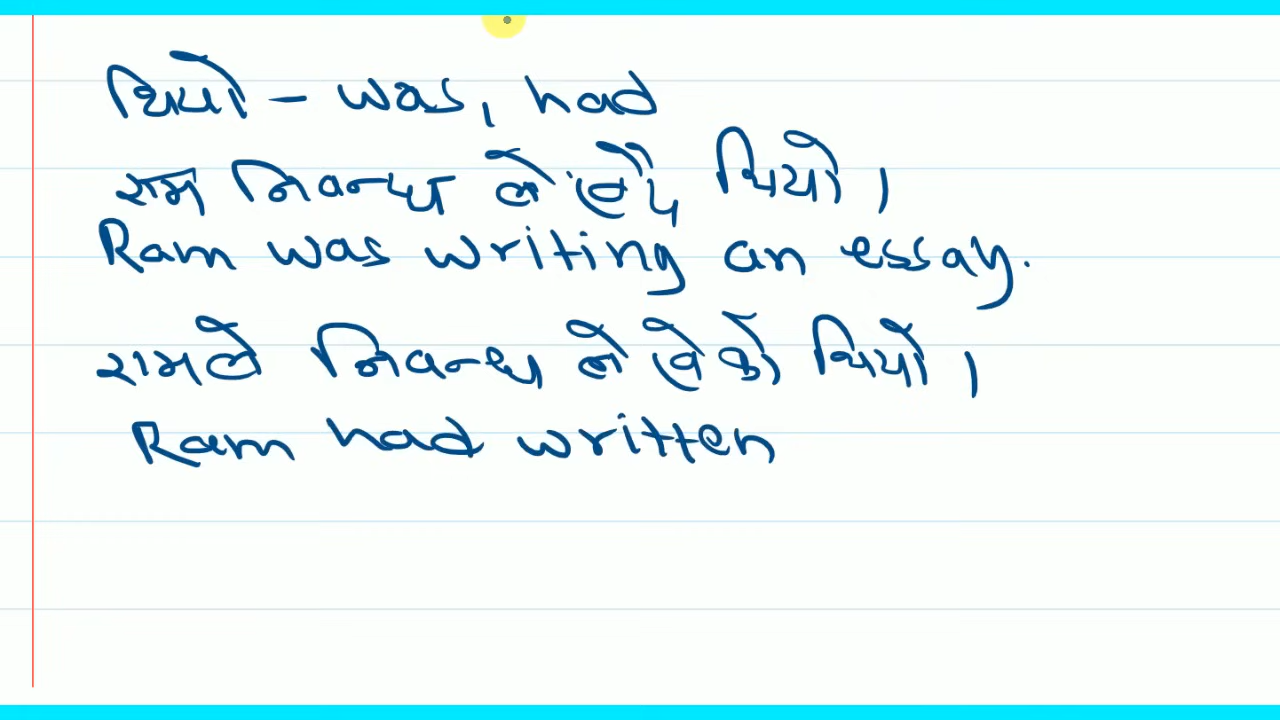 थियो - was, had
राम निबन्ध लेख्दै थियो ।
Ram was writing an essay.
रामले निबन्ध लेखेको थियो ।
Ram had written